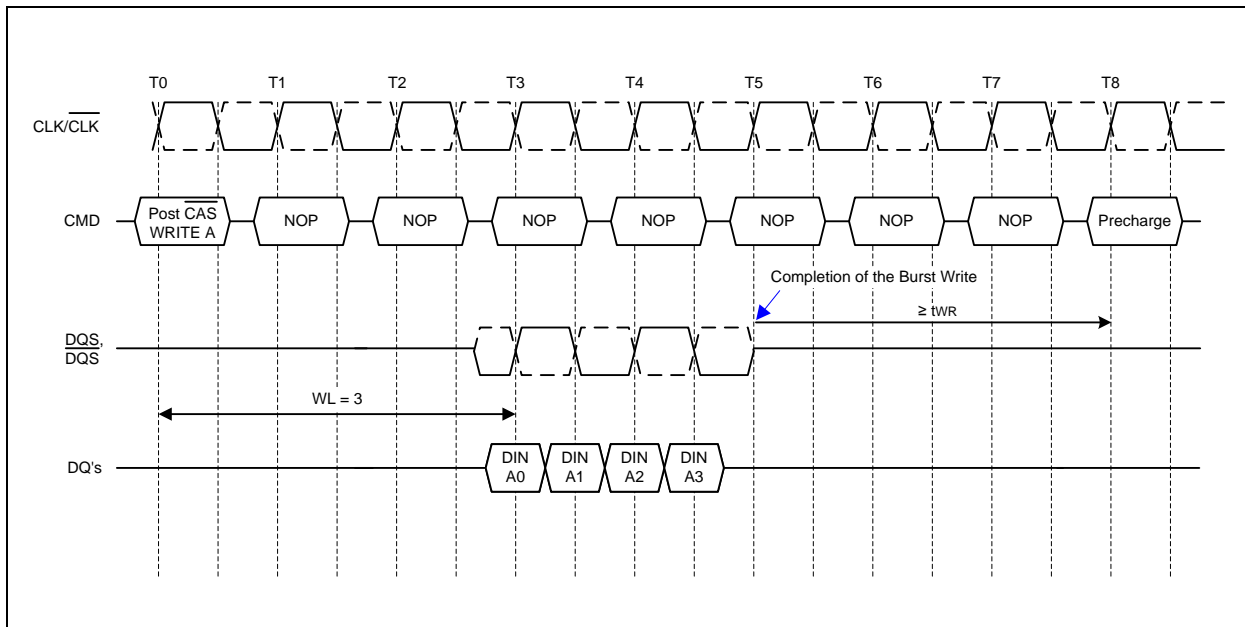 T0 T1 T2 T3 T4 T5 T6 T7 T8
CLK/CLK
CMD
Post CAS
WRITE A
NOP NOP NOP NOP NOP NOP NOP Precharge
Completion of the Burst Write
≥ tWR
DQS,
DQS
WL = 3
DQ's
DIN DIN DIN DIN
A0 A1 A2 A3